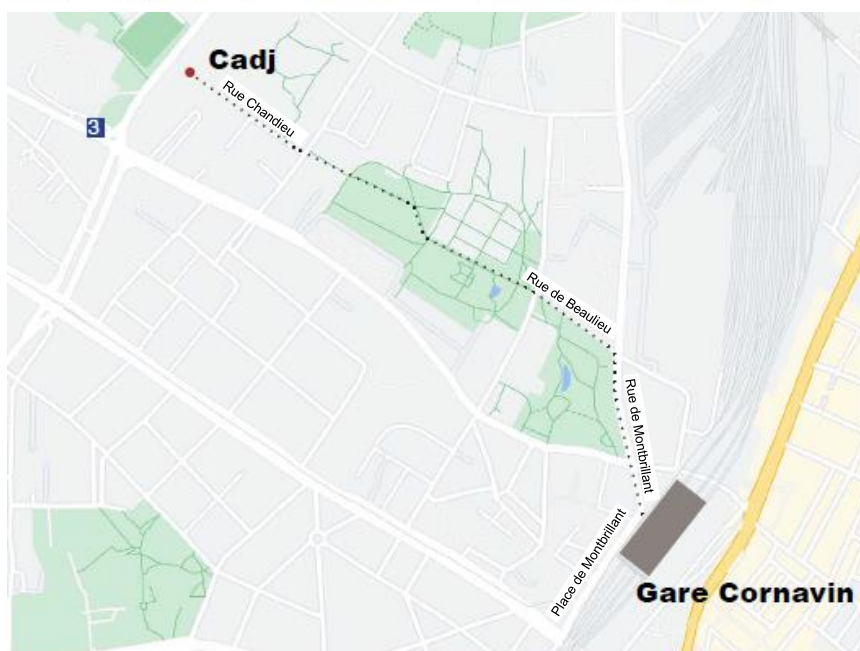 Cadj
Rue Chandieu
3
Rue de Beaulieu
Rue de Montbrillant
Place de Montbrillant
Gare Cornavin